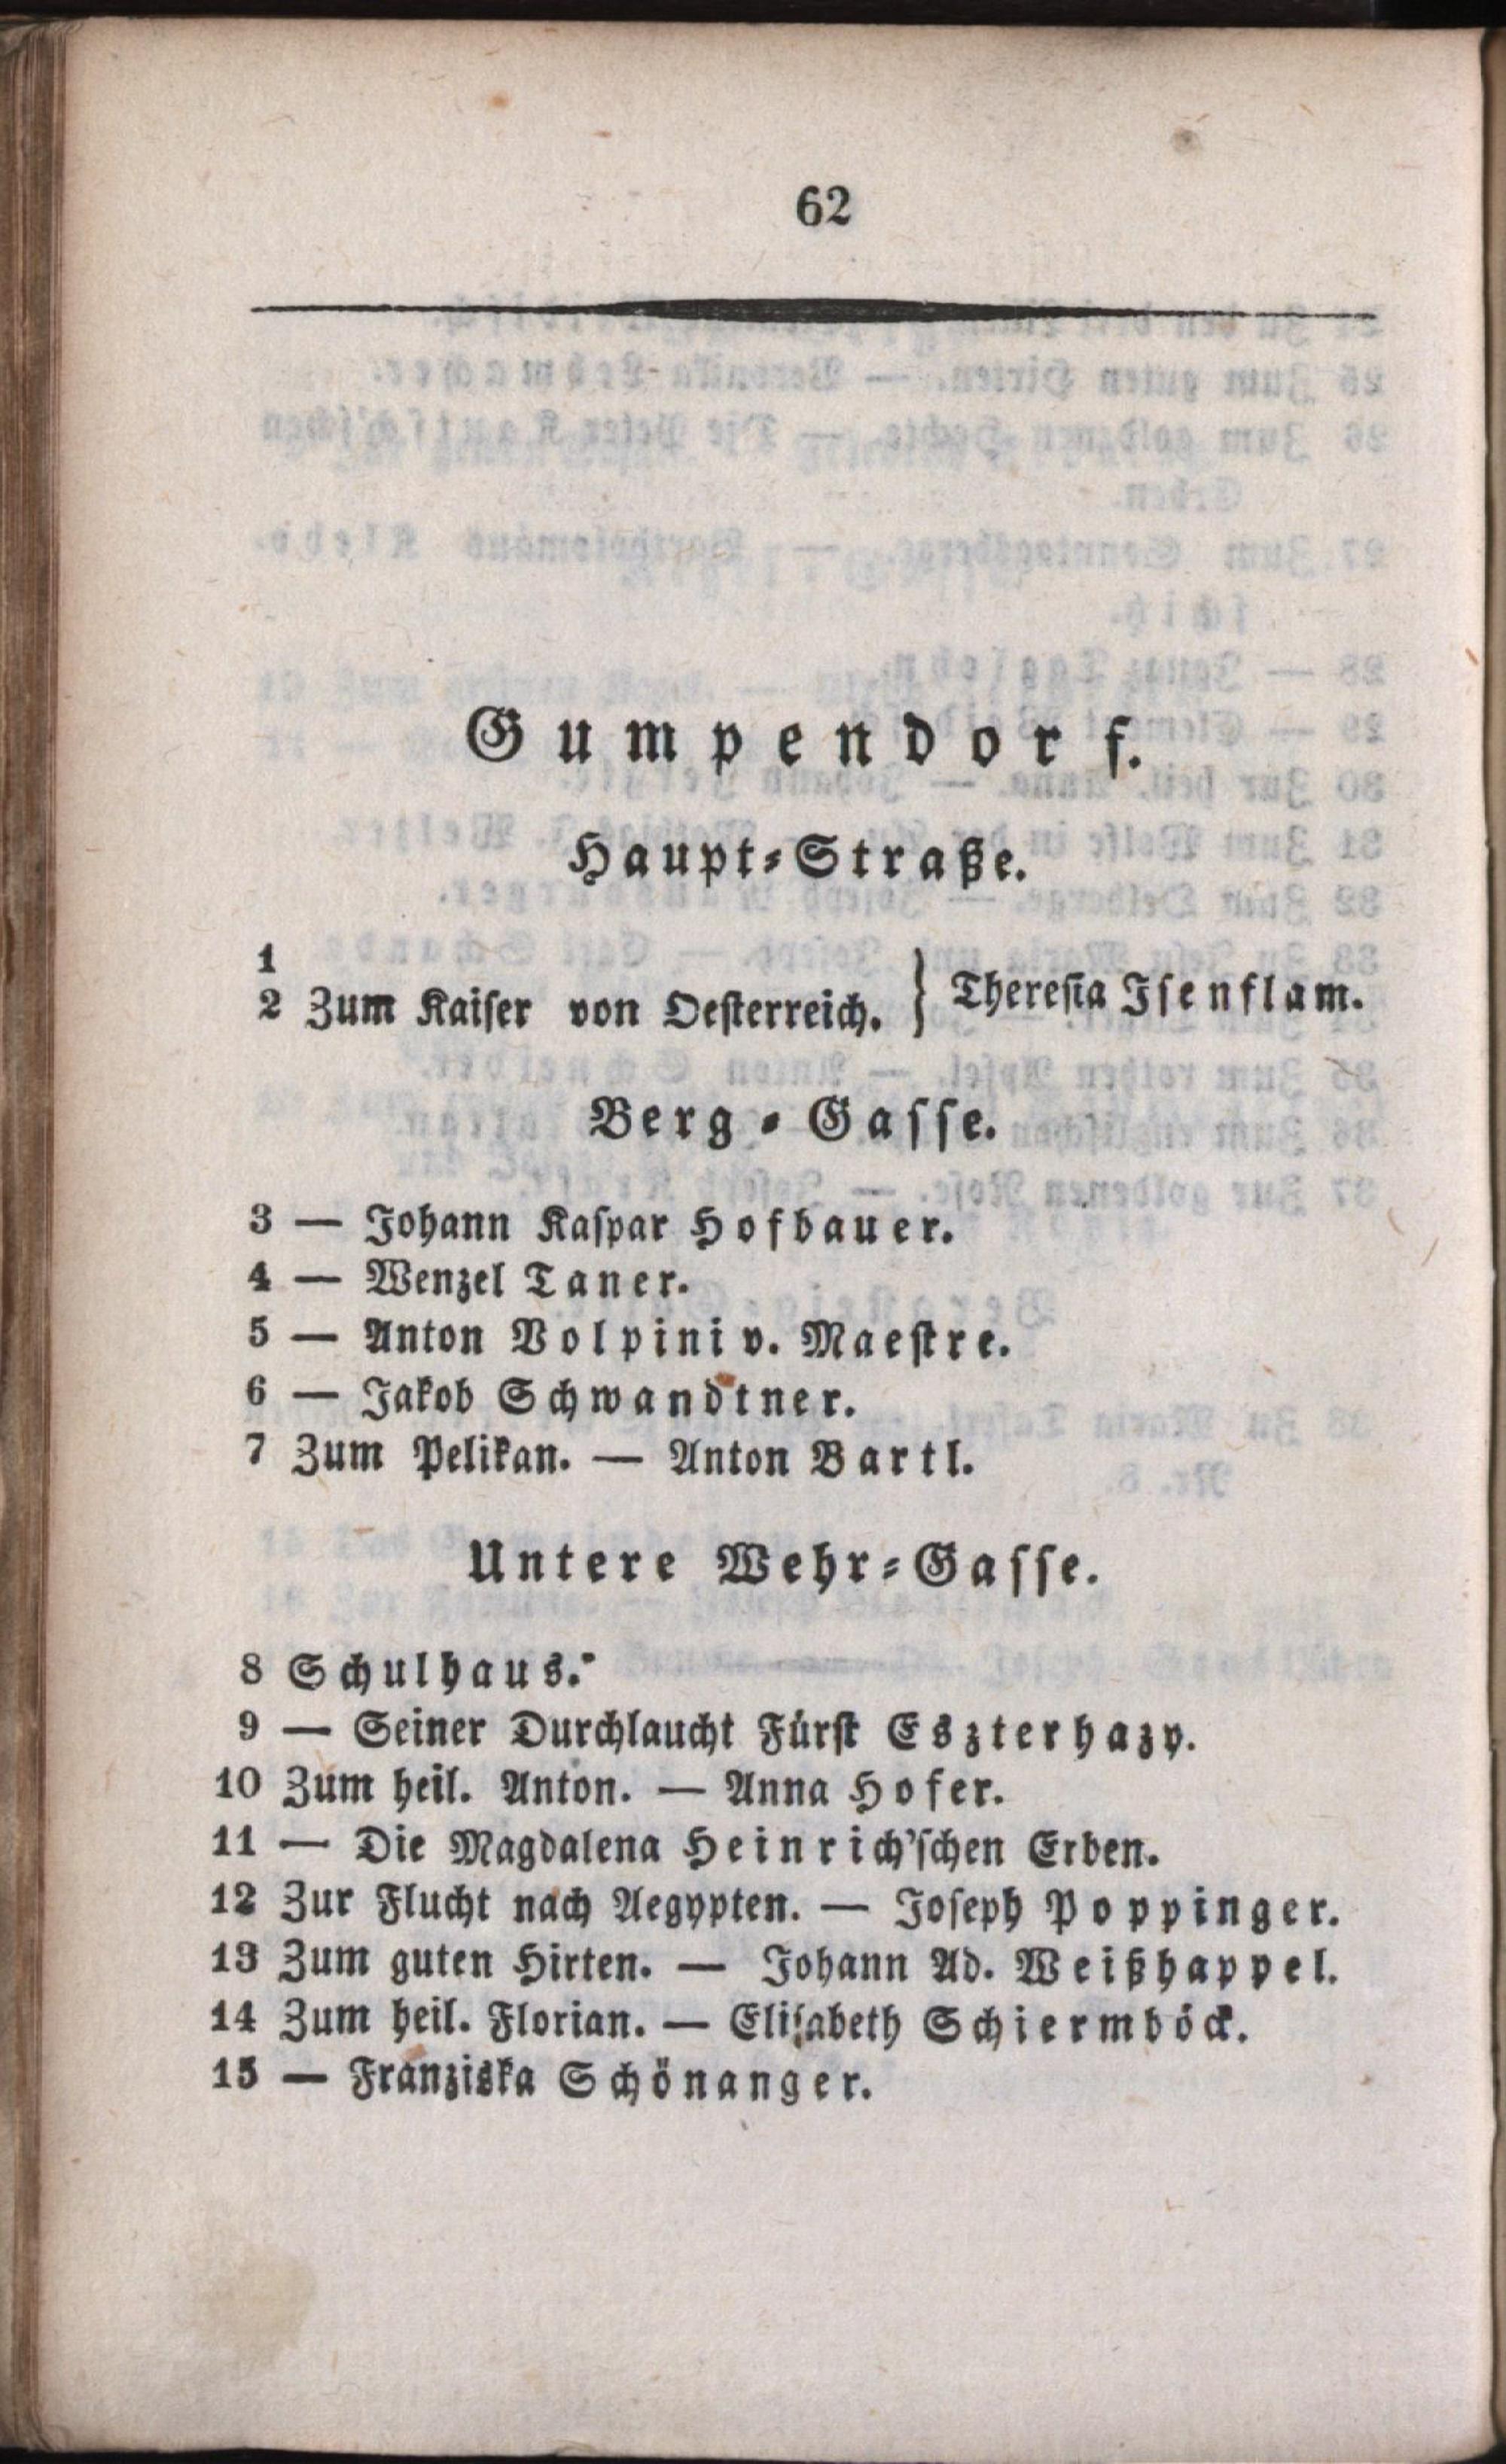 62
Gumpendorf.
Haupt-Straße.
1
2 Zum Kaiser von Oesterreich. } Theresia Isenflam.
Berg-Gasse.
3 — Johann Kaspar Hofbauer.
4 — Wenzel Taner.
5 — Anton Volpini v. Maestre.
6 — Jakob Schwandtner.
7 Zum Pelikan. — Anton Bartl.
Untere Wehr-Gasse.
8 Schulhaus.
9 — Seiner Durchlaucht Fürst Eszterhazy.
10 Zum heil. Anton. — Anna Hofer.
11 — Die Magdalena Heinrich'schen Erben.
12 Zur Flucht nach Aegypten. — Joseph Poppinger.
13 Zum guten Hirten. — Johann Ad. Weißhappel.
14 Zum heil. Florian. — Elisabeth Schiermböck.
15 — Franziska Schönanger.